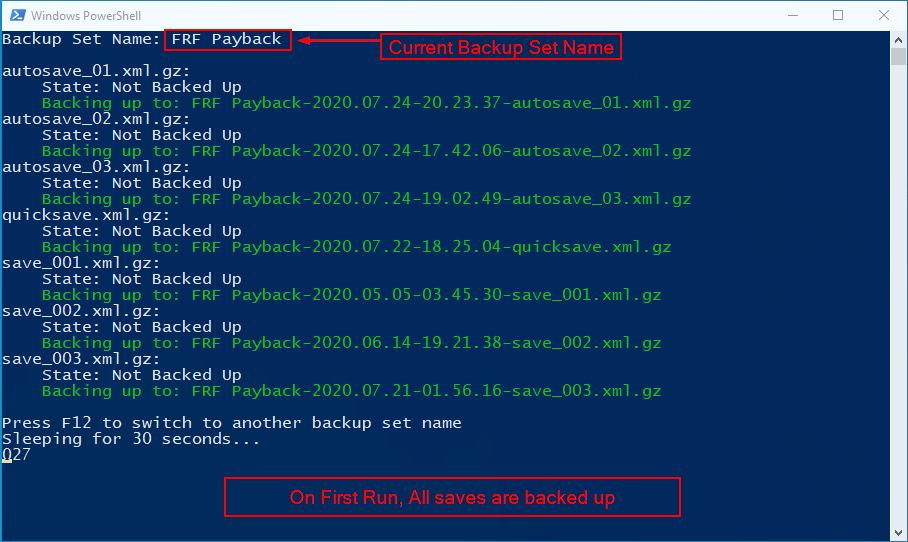 Windows PowerShell
Backup Set Name: FRF Payback
Current Backup Set Name
autosave_01.xml.gz:
State: Not Backed Up
Backing up to: FRF Payback-2020.07.24-20.23.37-autosave_01.xml.gz
autosave_02.xml.gz:
State: Not Backed Up
Backing up to: FRF Payback-2020.07.24-17.42.06-autosave_02.xml.gz
autosave_03.xml.gz:
State: Not Backed Up
Backing up to: FRF Payback-2020.07.24-19.02.49-autosave_03.xml.gz
quicksave.xml.gz:
State: Not Backed Up
Backing up to: FRF Payback-2020.07.22-18.25.04-quicksave.xml.gz
save_001.xml.gz:
State: Not Backed Up
Backing up to: FRF Payback-2020.05.05-03.45.30-save_001.xml.gz
save_002.xml.gz:
State: Not Backed Up
Backing up to: FRF Payback-2020.06.14-19.21.38-save_002.xml.gz
save_003.xml.gz:
State: Not Backed Up
Backing up to: FRF Payback-2020.07.21-01.56.16-save_003.xml.gz
Press F12 to switch to another backup set name
Sleeping for 30 seconds...
027
On First Run, All saves are backed up